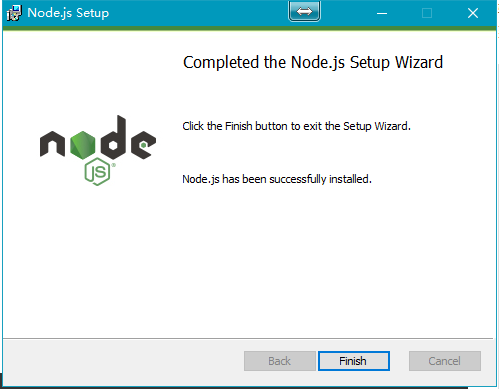 Node.js Setup
Completed the Node.js Setup Wizard
Click the Finish button to exit the Setup Wizard.
node
JS
Node.js has been successfully installed.
Back
Finish
Cancel